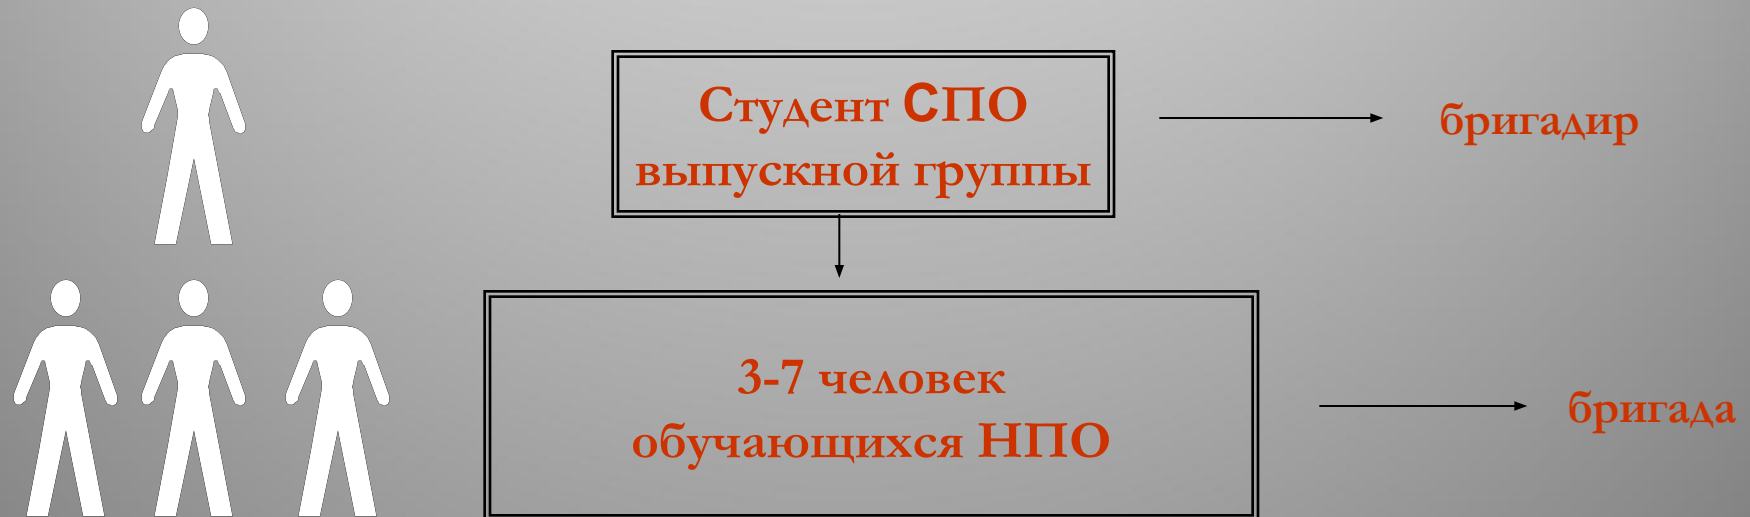 Студент СПО
выпускной группы
бригадир
3-7 человек
обучающихся НПО
бригада